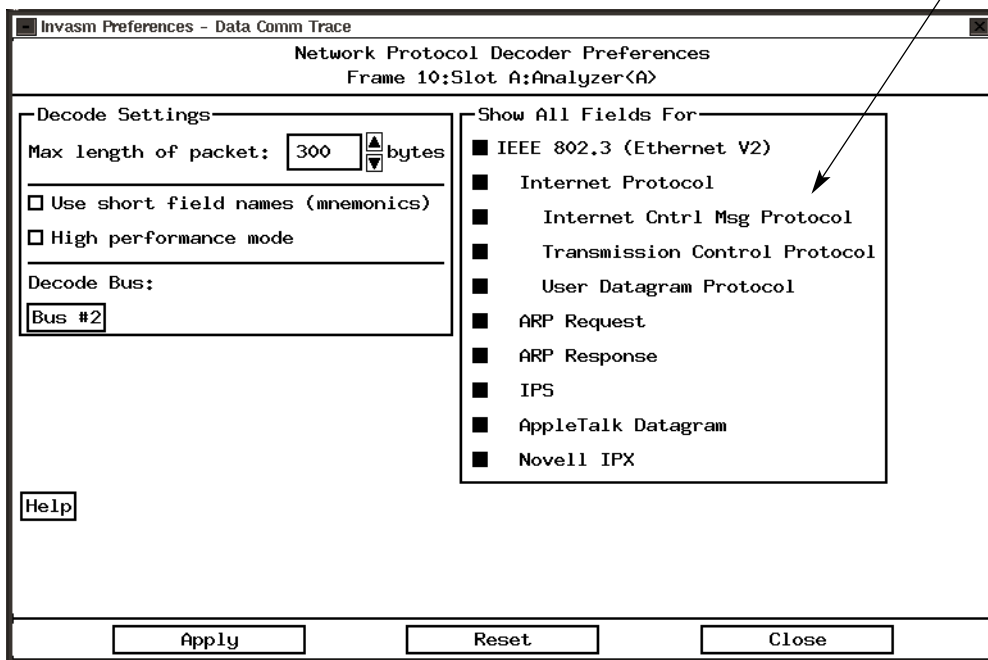 Invasm Preferences - Data Comm Trace
Network Protocol Decoder Preferences
Frame 10:Slot A:Analyzer<A>
Decode Settings
Max length of packet: 300 bytes
Use short field names (mnemonics)
High performance mode
Decode Bus:
Bus #2
Show All Fields For
IEEE 802.3 (Ethernet V2)
Internet Protocol
Internet Cntrl Msg Protocol
Transmission Control Protocol
User Datagram Protocol
ARP Request
ARP Response
IPS
AppleTalk Datagram
Novell IPX
Help
Apply Reset Close